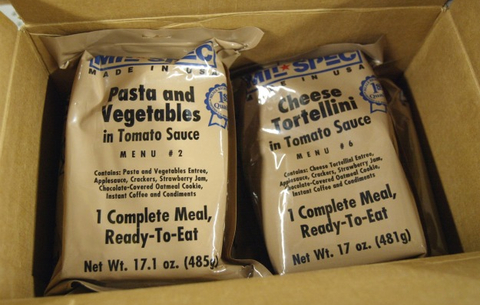 MIL★SPEC
MADE IN USA
Pasta and
Vegetables
in Tomato Sauce
MENU #2
Contains: Pasta and Vegetables Entree,
Applesauce, Crackers, Strawberry Jam,
Chocolate-Covered Oatmeal Cookie,
Instant Coffee and Condiments
1 Complete Meal,
Ready-To-Eat
Net Wt. 17.1 oz. (485g)
MIL★SPEC
MADE IN USA
Cheese
Tortellini
in Tomato Sauce
MENU #6
Contains: Cheese Tortellini Entree,
Applesauce, Crackers, Strawberry Jam,
Chocolate-Covered Oatmeal Cookie,
Instant Coffee and Condiments
1 Complete Meal,
Ready-To-Eat
Net Wt. 17 oz. (481g)